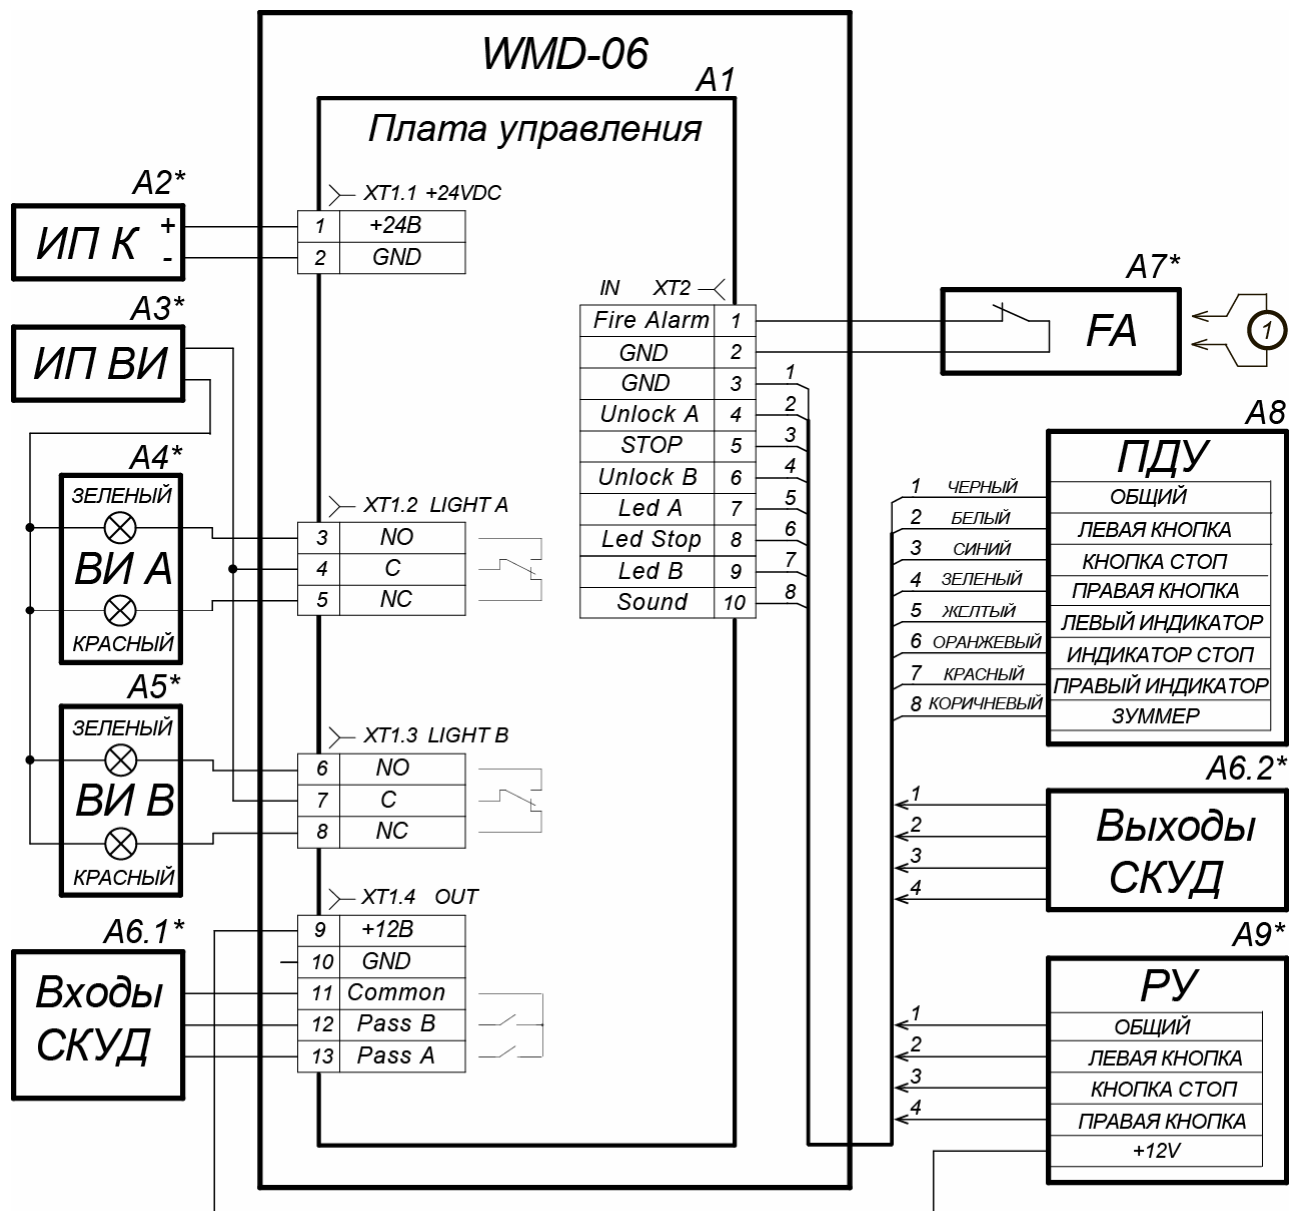 WMD-06
A1
Плата управления
A2*
ИП К
+
-
XT1.1 +24VDC
1 +24В
2 GND
A3*
ИП ВИ
A4*
ЗЕЛЕНЫЙ
ВИ А
КРАСНЫЙ
XT1.2 LIGHT A
3 NO
4 C
5 NC
A5*
ЗЕЛЕНЫЙ
ВИ В
КРАСНЫЙ
XT1.3 LIGHT B
6 NO
7 C
8 NC
A6.1*
Входы
СКУД
XT1.4 OUT
9 +12В
10 GND
11 Common
12 Pass B
13 Pass A
IN XT2
Fire Alarm 1
GND 2
GND 3 1
Unlock A 4 2
STOP 5 3
Unlock B 6 4
Led A 7 5
Led Stop 8 6
Led B 9 7
Sound 10 8
A7*
FA
1
A8
ПДУ
1 ЧЕРНЫЙ ОБЩИЙ
2 БЕЛЫЙ ЛЕВАЯ КНОПКА
3 СИНИЙ КНОПКА СТОП
4 ЗЕЛЕНЫЙ ПРАВАЯ КНОПКА
5 ЖЕЛТЫЙ ЛЕВЫЙ ИНДИКАТОР
6 ОРАНЖЕВЫЙ ИНДИКАТОР СТОП
7 КРАСНЫЙ ПРАВЫЙ ИНДИКАТОР
8 КОРИЧНЕВЫЙ ЗУММЕР
A6.2*
1
2
3
4
Выходы
СКУД
A9*
РУ
1 ОБЩИЙ
2 ЛЕВАЯ КНОПКА
3 КНОПКА СТОП
4 ПРАВАЯ КНОПКА
+12V